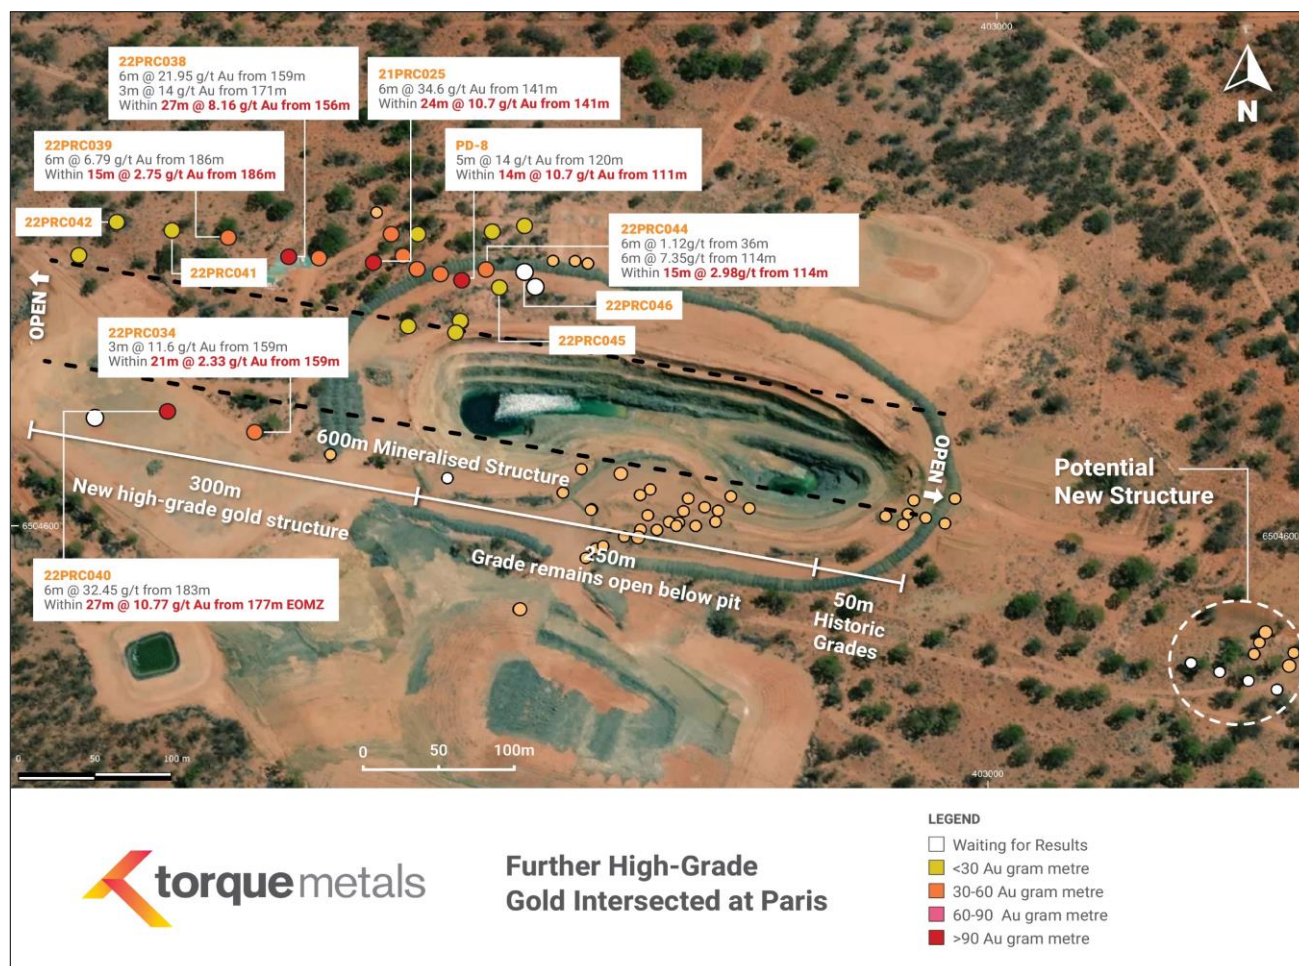 403000
22PRC038
6m @ 21.95 g/t Au from 159m
3m @ 14 g/t Au from 171m
Within 27m @ 8.16 g/t Au from 156m
21PRC025
6m @ 34.6 g/t Au from 141m
Within 24m @ 10.7 g/t Au from 141m
N
22PRC039
6m @ 6.79 g/t Au from 186m
Within 15m @ 2.75 g/t Au from 186m
PD-8
5m @ 14 g/t Au from 120m
Within 14m @ 10.7 g/t Au from 111m
22PRC042
22PRC041
22PRC044
6m @ 1.12g/t from 36m
6m @ 7.35g/t from 114m
Within 15m @ 2.98g/t from 114m
22PRC046
22PRC045
OPEN
22PRC034
3m @ 11.6 g/t Au from 159m
Within 21m @ 2.33 g/t Au from 159m
600m Mineralised Structure
OPEN
Potential
New Structure
300m
New high-grade gold structure
6504600
6504600
250m
Grade remains open below pit
50m
Historic
Grades
22PRC040
6m @ 32.45 g/t from 183m
Within 27m @ 10.77 g/t Au from 177m EOMZ
0 50 100 m
0 50 100m
403000
torquemetals
Further High-Grade
Gold Intersected at Paris
LEGEND
Waiting for Results
<30 Au gram metre
30-60 Au gram metre
60-90 Au gram metre
>90 Au gram metre